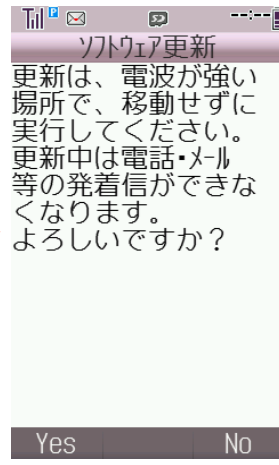 --:--
ソフトウェア更新
更新は、電波が強い
場所で、移動せずに
実行してください。
更新中は電話・メール
等の発着信ができな
くなります。
よろしいですか？
Yes No